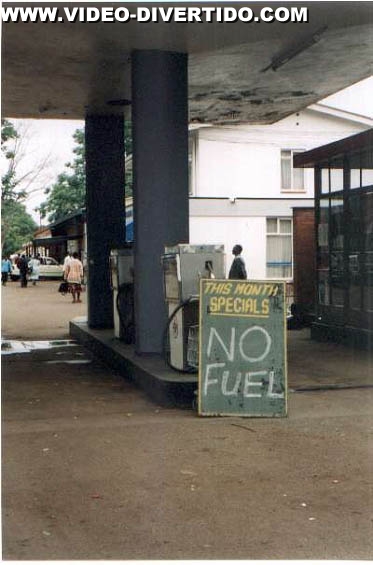 WWW.VIDEO-DIVERTIDO.COM
THIS MONTH
SPECIALS
NO
FUEL